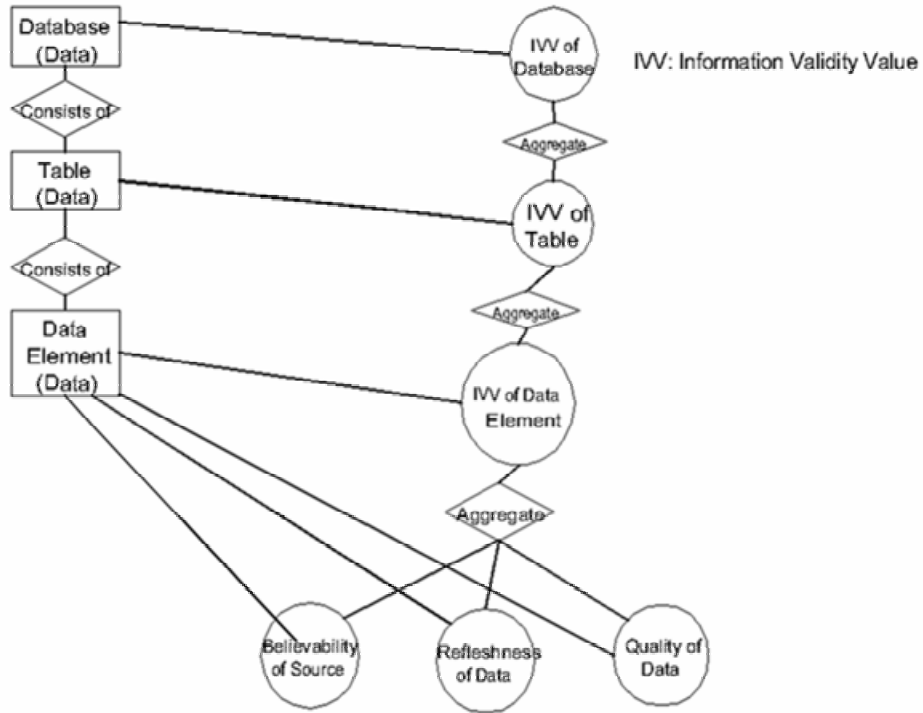 Database
(Data)
IVV of
Database
IVV: Information Validity Value
Consists of
Aggregate
Table
(Data)
IVV of
Table
Consists of
Aggregate
Data
Element
(Data)
IVV of Data
Element
Aggregate
Believability
of Source
Refleshness
of Data
Quality of
Data